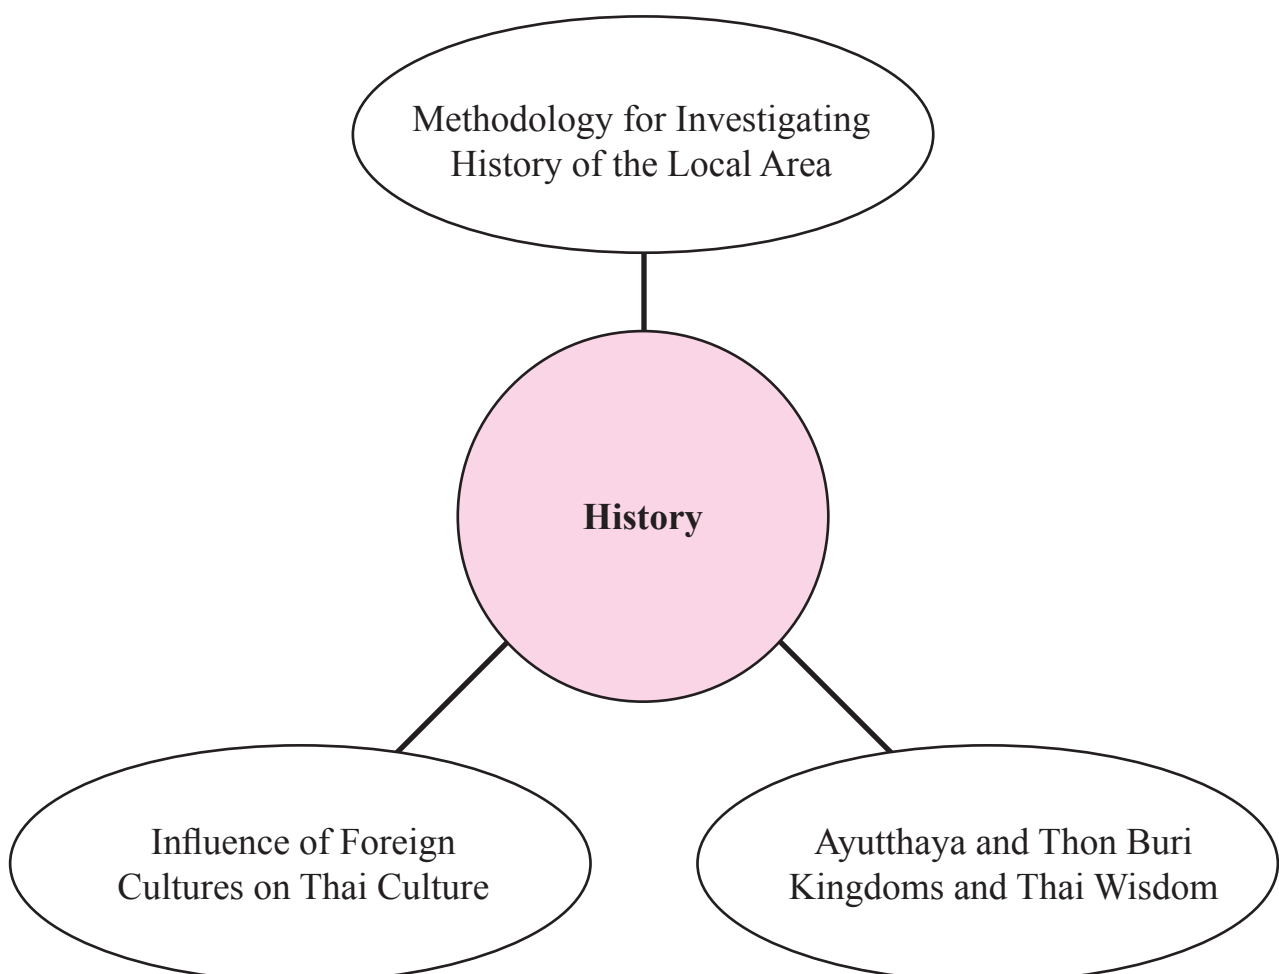 Methodology for Investigating
History of the Local Area
History
Influence of Foreign
Cultures on Thai Culture
Ayutthaya and Thon Buri
Kingdoms and Thai Wisdom